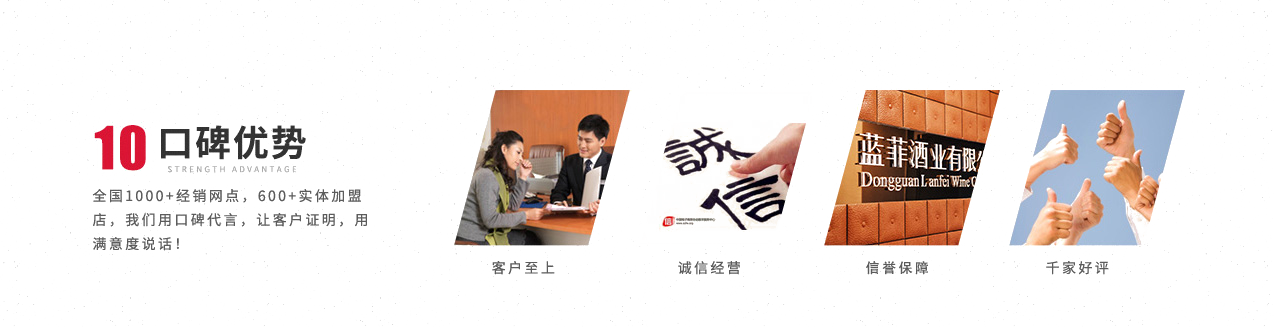 10 口碑优势
STRENGTH ADVANTAGE
全国1000+经销网点，600+实体加盟
店，我们用口碑代言，让客户证明，用
满意度说话！
誠
信
蓝菲酒业有限公
Dongguan Lanfei Wine C
客户至上
诚信经营
信誉保障
千家好评